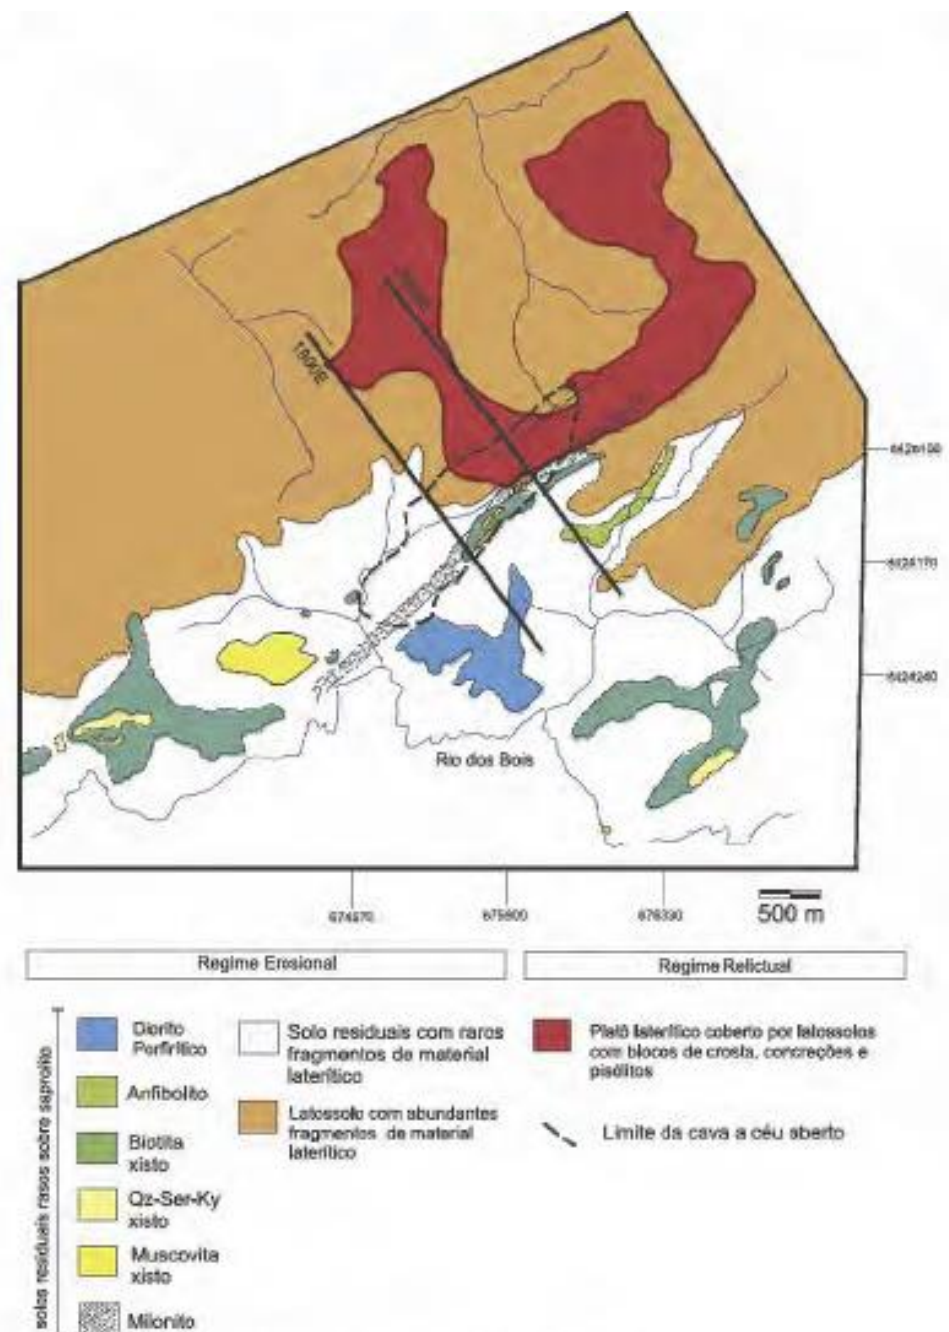 Rio dos Bois
500 m
Regime Erosional
Regime Relictual
solos residuais rasos sobre saprolito
Diorito
Porfirítico
Anfibolito
Biotita
xisto
Qz-Ser-Ky
xisto
Muscovita
xisto
Milonito
Solo residuais com raros
fragmentos de material
laterítico
Latossolo com abundantes
fragmentos de material
laterítico
Platô laterítico coberto por latossolos
com blocos de crosta, concreções e
pisólitos
Limite da cava a céu aberto